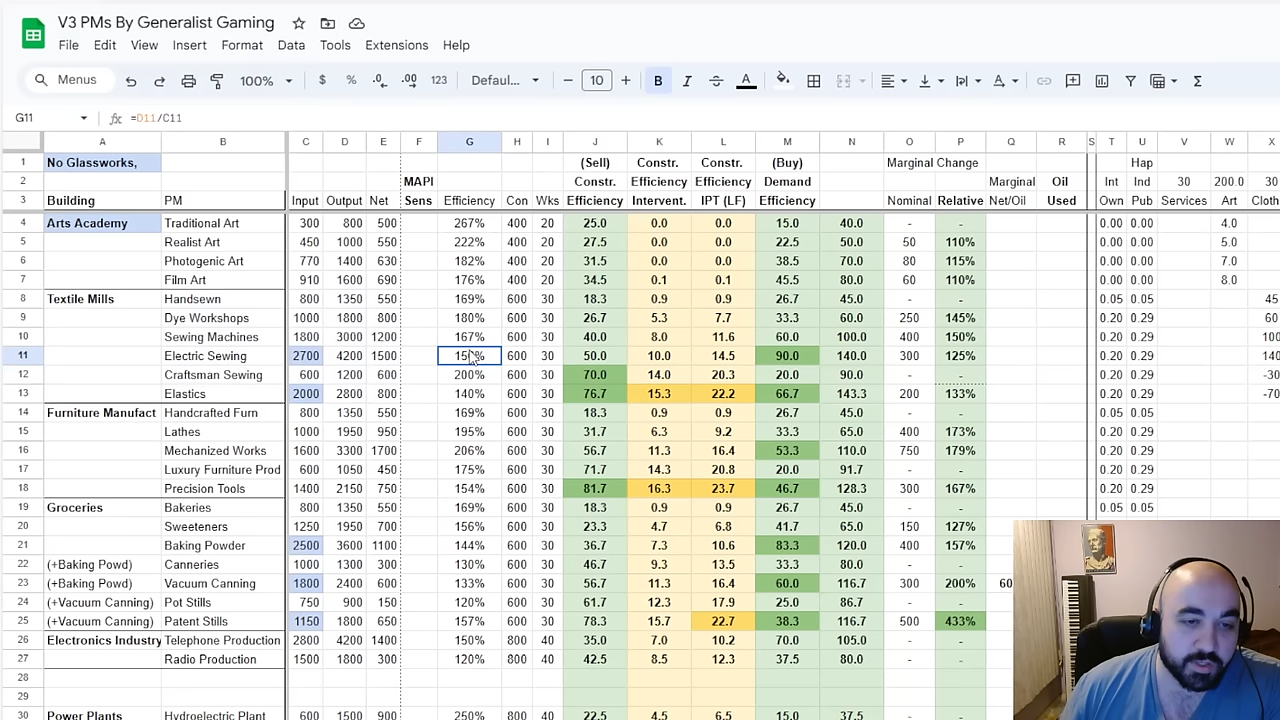 V3 PMs By Generalist Gaming
File Edit View Insert Format Data Tools Extensions Help
Menus 100% $ % .0 .00 123 Defaul... − 10 + B I S A Σ
G11 fx =D11/C11
A B C D E F G H I J K L M N O P Q R S T U V W X
1 No Glassworks, (Sell) Constr. Constr. (Buy) Marginal Change Hap
2 MAPI Constr. Efficiency Efficiency Demand Marginal Oil Int Ind 30 200.0 30
3 Building PM Input Output Net Sens Efficiency Con Wks Efficiency Intervent. IPT (LF) Efficiency Nominal Relative Net/Oil Used Own Pub Services Art Cloth
4 Arts Academy Traditional Art 300 800 500 267% 400 20 25.0 0.0 0.0 15.0 40.0 - - 0.00 0.00 4.0
5 Realist Art 450 1000 550 222% 400 20 27.5 0.0 0.0 22.5 50.0 50 110% 0.00 0.00 5.0
6 Photogenic Art 770 1400 630 182% 400 20 31.5 0.0 0.0 38.5 70.0 80 115% 0.00 0.00 7.0
7 Film Art 910 1600 690 176% 400 20 34.5 0.1 0.1 45.5 80.0 60 110% 0.00 0.00 8.0
8 Textile Mills Handsewn 800 1350 550 169% 600 30 18.3 0.9 0.9 26.7 45.0 - - 0.05 0.05 45
9 Dye Workshops 1000 1800 800 180% 600 30 26.7 5.3 7.7 33.3 60.0 250 145% 0.20 0.29 60
10 Sewing Machines 1800 3000 1200 167% 600 30 40.0 8.0 11.6 60.0 100.0 400 150% 0.20 0.29 100
11 Electric Sewing 2700 4200 1500 600 30 50.0 10.0 14.5 90.0 140.0 300 125% 0.20 0.29 140
12 Craftsman Sewing 600 1200 600 200% 600 30 70.0 14.0 20.3 20.0 90.0 - - 0.20 0.29 -30
13 Elastics 2000 2800 800 140% 600 30 76.7 15.3 22.2 66.7 143.3 200 133% 0.20 0.29 -70
14 Furniture Manufact Handcrafted Furn 800 1350 550 169% 600 30 18.3 0.9 0.9 26.7 45.0 - - 0.05 0.05
15 Lathes 1000 1950 950 195% 600 30 31.7 6.3 9.2 33.3 65.0 400 173% 0.20 0.29
16 Mechanized Works 1600 3300 1700 206% 600 30 56.7 11.3 16.4 53.3 110.0 750 179% 0.20 0.29
17 Luxury Furniture Prod 600 1050 450 175% 600 30 71.7 14.3 20.8 20.0 91.7 - - 0.20 0.29
18 Precision Tools 1400 2150 750 154% 600 30 81.7 16.3 23.7 46.7 128.3 300 167% 0.20 0.29
19 Groceries Bakeries 800 1350 550 169% 600 30 18.3 0.9 0.9 26.7 45.0 - - 0.05 0.05
20 Sweeteners 1250 1950 700 156% 600 30 23.3 4.7 6.8 41.7 65.0 150 127%
21 Baking Powder 2500 3600 1100 144% 600 30 36.7 7.3 10.6 83.3 120.0 400 157%
22 (+Baking Powd) Canneries 1000 1300 300 130% 600 30 46.7 9.3 13.5 33.3 80.0 - -
23 (+Baking Powd) Vacuum Canning 1800 2400 600 133% 600 30 56.7 11.3 16.4 60.0 116.7 300 200%
24 (+Vacuum Canning) Pot Stills 750 900 150 120% 600 30 61.7 12.3 17.9 25.0 86.7 - -
25 (+Vacuum Canning) Patent Stills 1150 1800 650 157% 600 30 78.3 15.7 22.7 38.3 116.7 500 433%
26 Electronics Industry Telephone Production 2800 4200 1400 150% 800 40 35.0 7.0 10.2 70.0 105.0 - -
27 Radio Production 1500 1800 300 120% 800 40 42.5 8.5 12.3 37.5 80.0 - -
28
29
30 Power Plants Hydroelectric Plant 600 1500 900 250% 600 30 22.5 4.5 6.5 15.0 37.5 - -